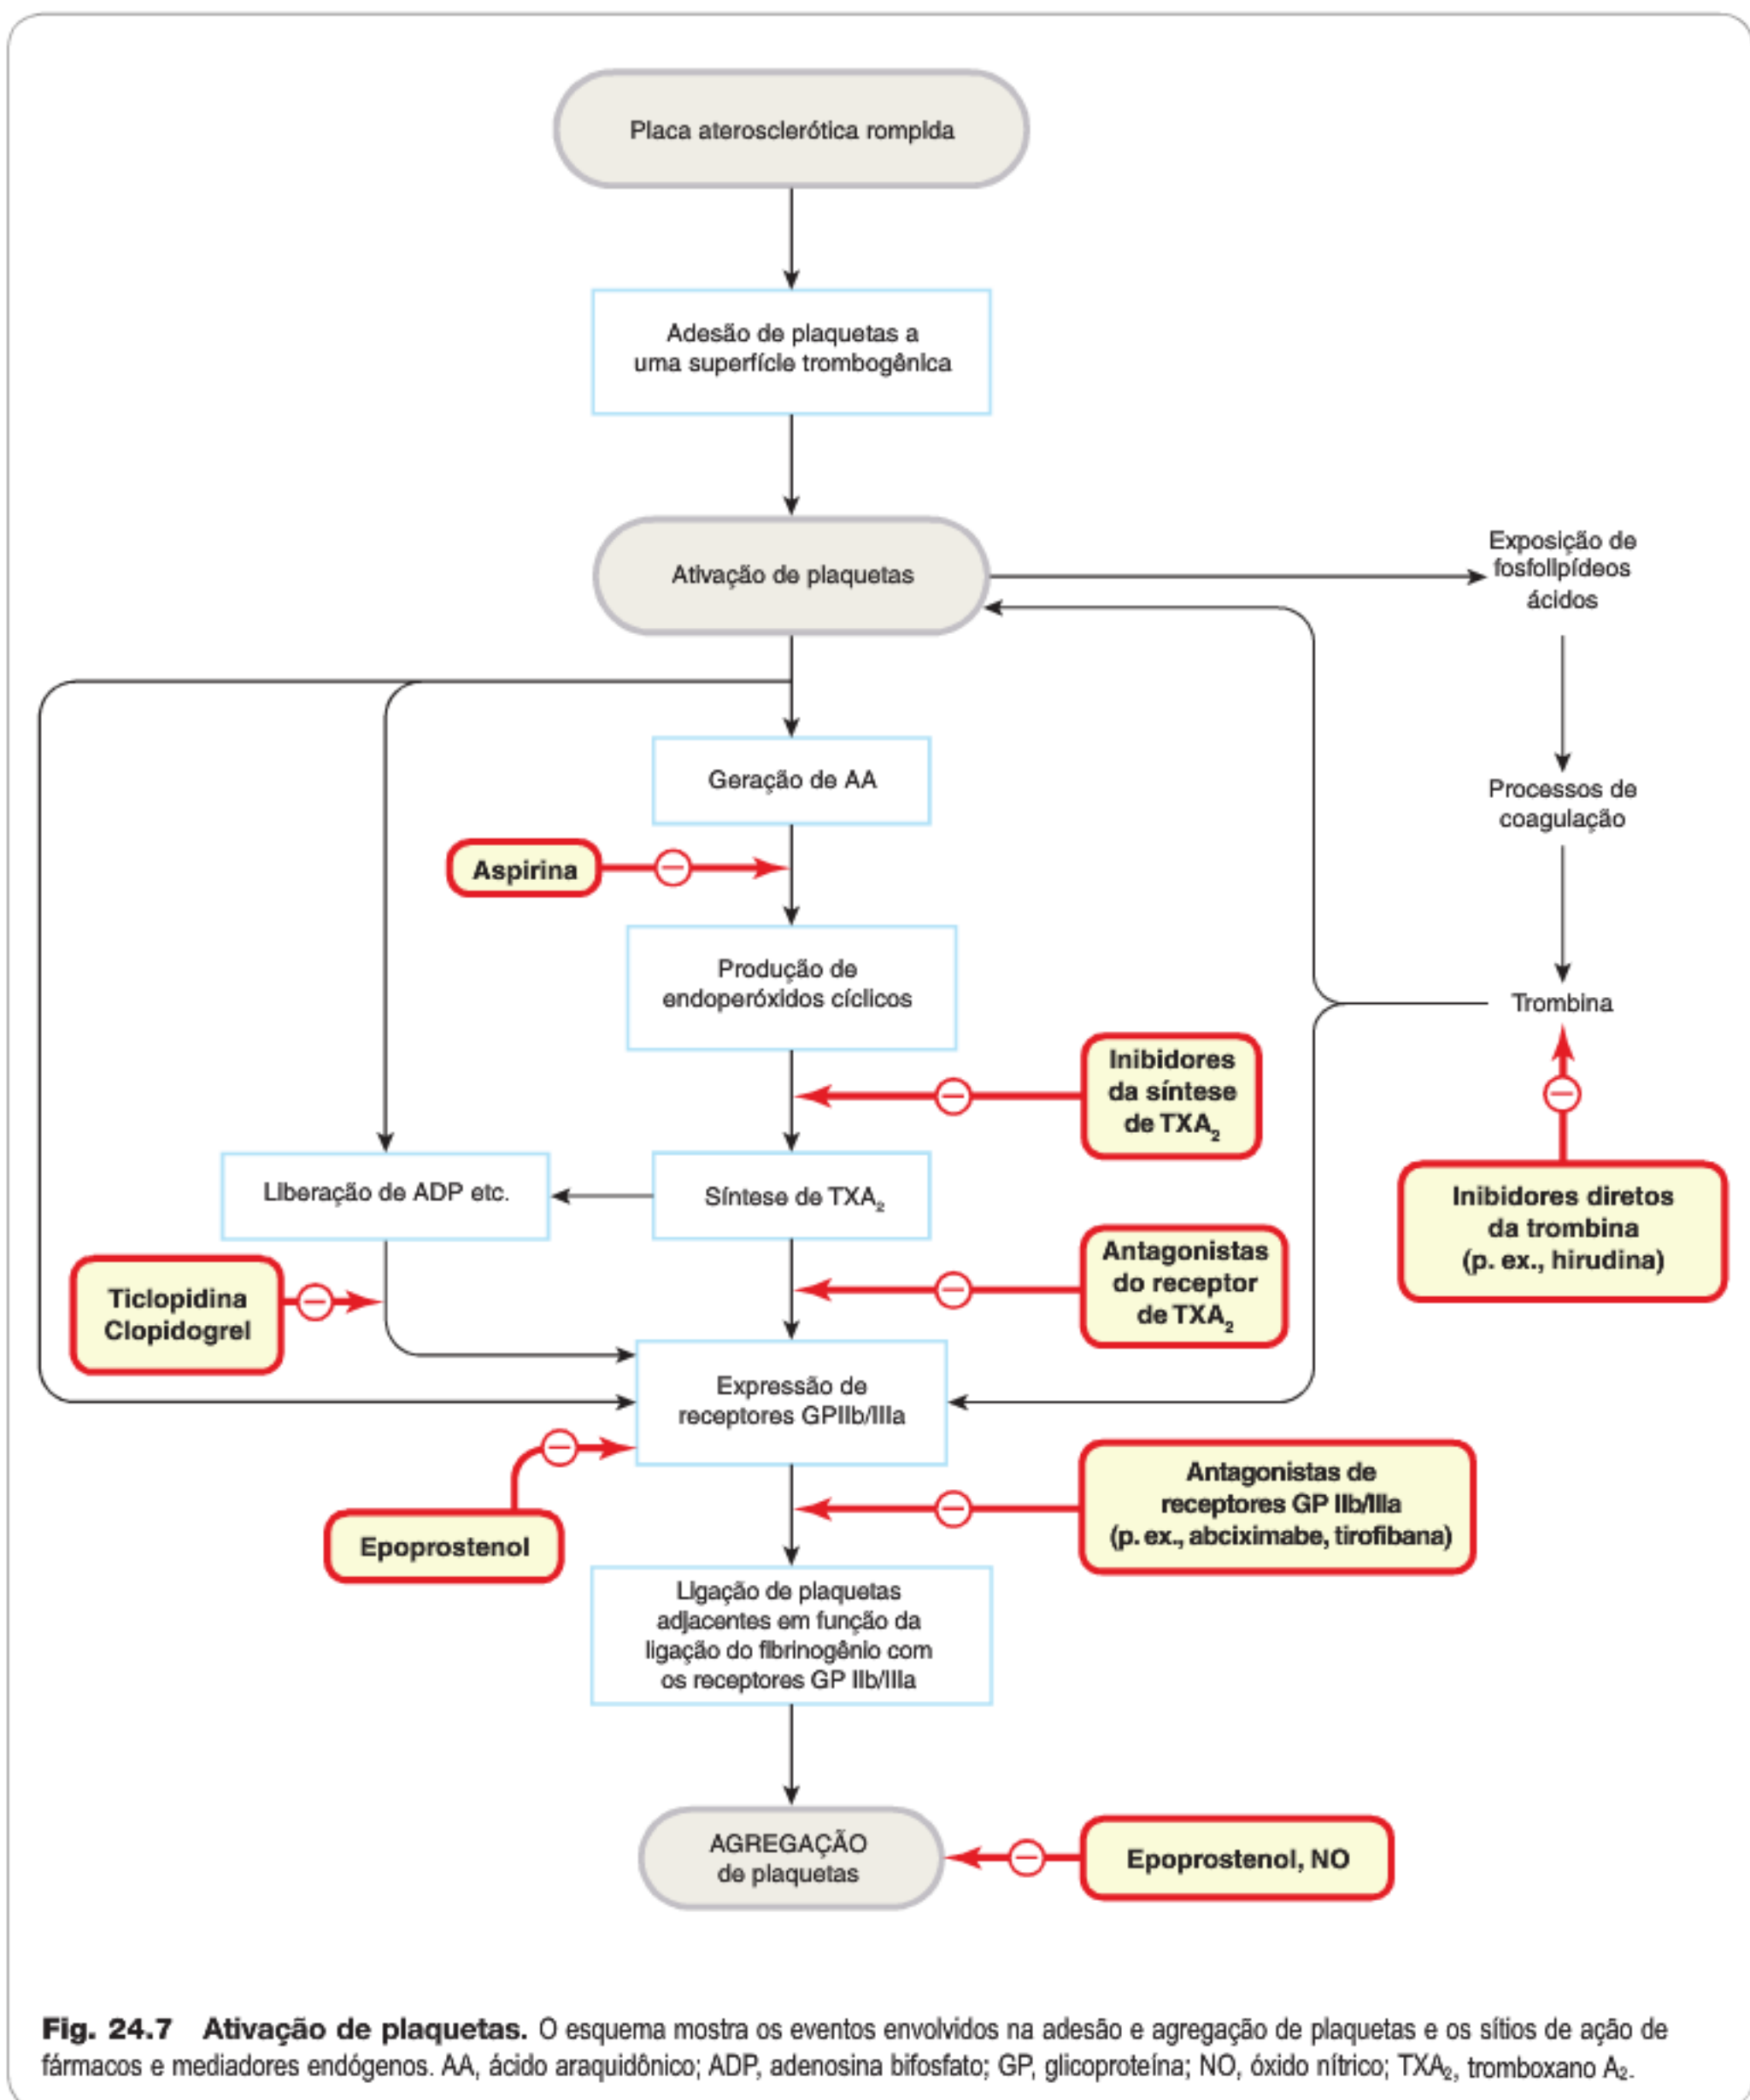 Placa aterosclerótica rompida
Adesão de plaquetas a
uma superfície trombogênica
Ativação de plaquetas
Exposição de
fosfolipídeos
ácidos
Geração de AA
Processos de
coagulação
Aspirina
Produção de
endoperóxidos cíclicos
Trombina
Inibidores
da síntese
de TXA₂
Liberação de ADP etc.
Síntese de TXA₂
Inibidores diretos
da trombina
(p. ex., hirudina)
Ticlopidina
Clopidogrel
Antagonistas
do receptor
de TXA₂
Expressão de
receptores GPIIb/IIIa
Epoprostenol
Antagonistas de
receptores GP IIb/IIIa
(p. ex., abciximabe, tirofibana)
Ligação de plaquetas
adjacentes em função da
ligação do fibrinogênio com
os receptores GP IIb/IIIa
AGREGAÇÃO
de plaquetas
Epoprostenol, NO
Fig. 24.7 Ativação de plaquetas. O esquema mostra os eventos envolvidos na adesão e agregação de plaquetas e os sítios de ação de
fármacos e mediadores endógenos. AA, ácido araquidônico; ADP, adenosina bifosfato; GP, glicoproteína; NO, óxido nítrico; TXA₂, tromboxano A₂.